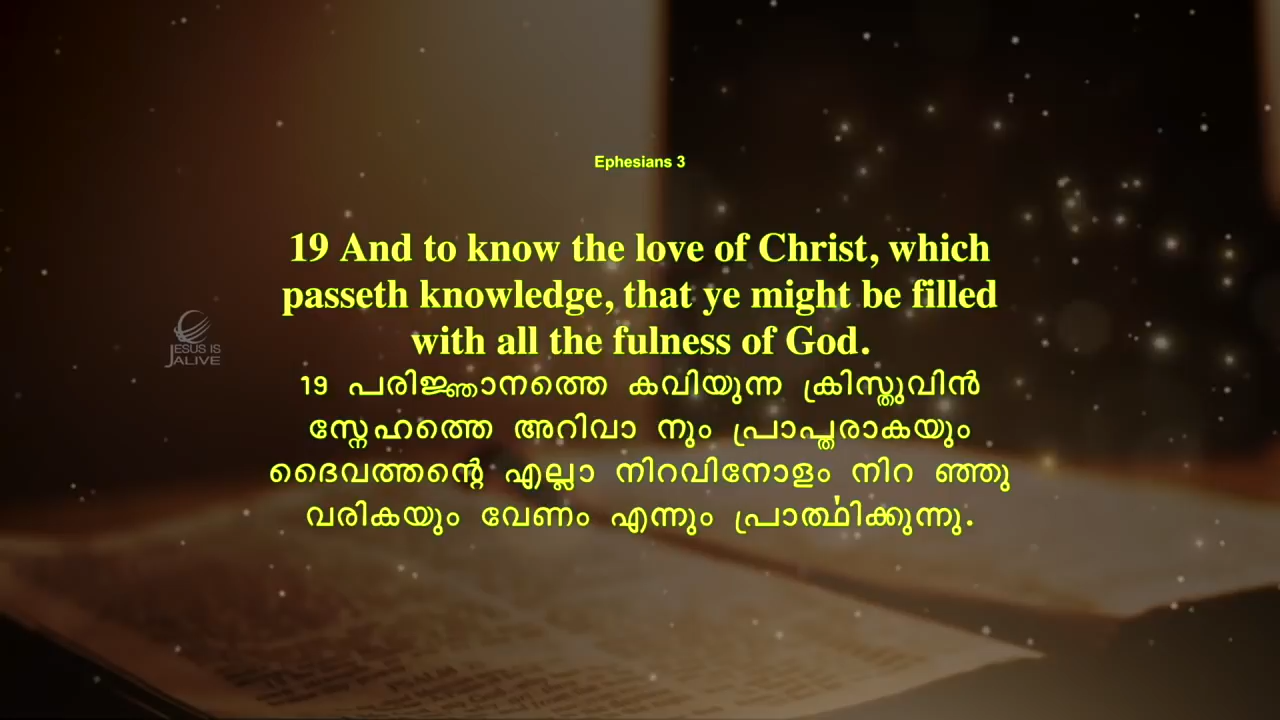 Ephesians 3
19 And to know the love of Christ, which
passeth knowledge, that ye might be filled
with all the fulness of God.
JESUS IS
ALIVE
19 പരിജ്ഞാനത്തെ കവിയുന്ന ക്രിസ്തുവിൻ
സ്നേഹത്തെ അറിവാ നും പ്രാപ്തരാകയും
ദൈവത്തന്റെ എല്ലാ നിറവിനോളം നിറ ഞ്ഞു
വരികയും വേണം എന്നും പ്രാർത്ഥിക്കുന്നു.